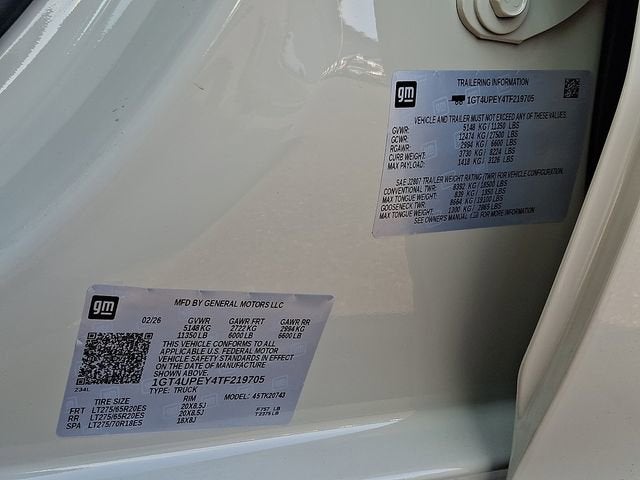 gm
TRAILERING INFORMATION
1GT4UPEY4TF219705
VEHICLE AND TRAILER MUST NOT EXCEED ANY OF THESE VALUES
GVWR: 5148 KG / 11350 LBS
GCWR: 12474 KG / 27500 LBS
RGAWR: 2994 KG / 6600 LBS
CURB WEIGHT: 3730 KG / 8224 LBS
MAX PAYLOAD: 1418 KG / 3126 LBS
SAE J2807 TRAILER WEIGHT RATING (TWR) FOR VEHICLE CONFIGURATION.
CONVENTIONAL TWR: 8392 KG / 18500 LBS
MAX TONGUE WEIGHT: 839 KG / 1850 LBS
GOOSENECK TWR: 8664 KG / 19100 LBS
MAX TONGUE WEIGHT: 1300 KG / 2865 LBS
SEE OWNER'S MANUAL FOR MORE INFORMATION
gm
MFD BY GENERAL MOTORS LLC
02/26 GVWR GAWR FRT GAWR RR
5148 KG 2722 KG 2994 KG
11350 LB 6000 LB 6600 LB
THIS VEHICLE CONFORMS TO ALL
APPLICABLE U.S. FEDERAL MOTOR
VEHICLE SAFETY STANDARDS IN EFFECT
ON THE DATE OF MANUFACTURE
SHOWN ABOVE.
1GT4UPEY4TF219705
TYPE: TRUCK MODEL: 45TK20743
234L
TIRE SIZE RIM
FRT LT275/65R20ES 20X8.5J
RR LT275/65R20ES 20X8.5J
SPA LT275/70R18ES 18X8J